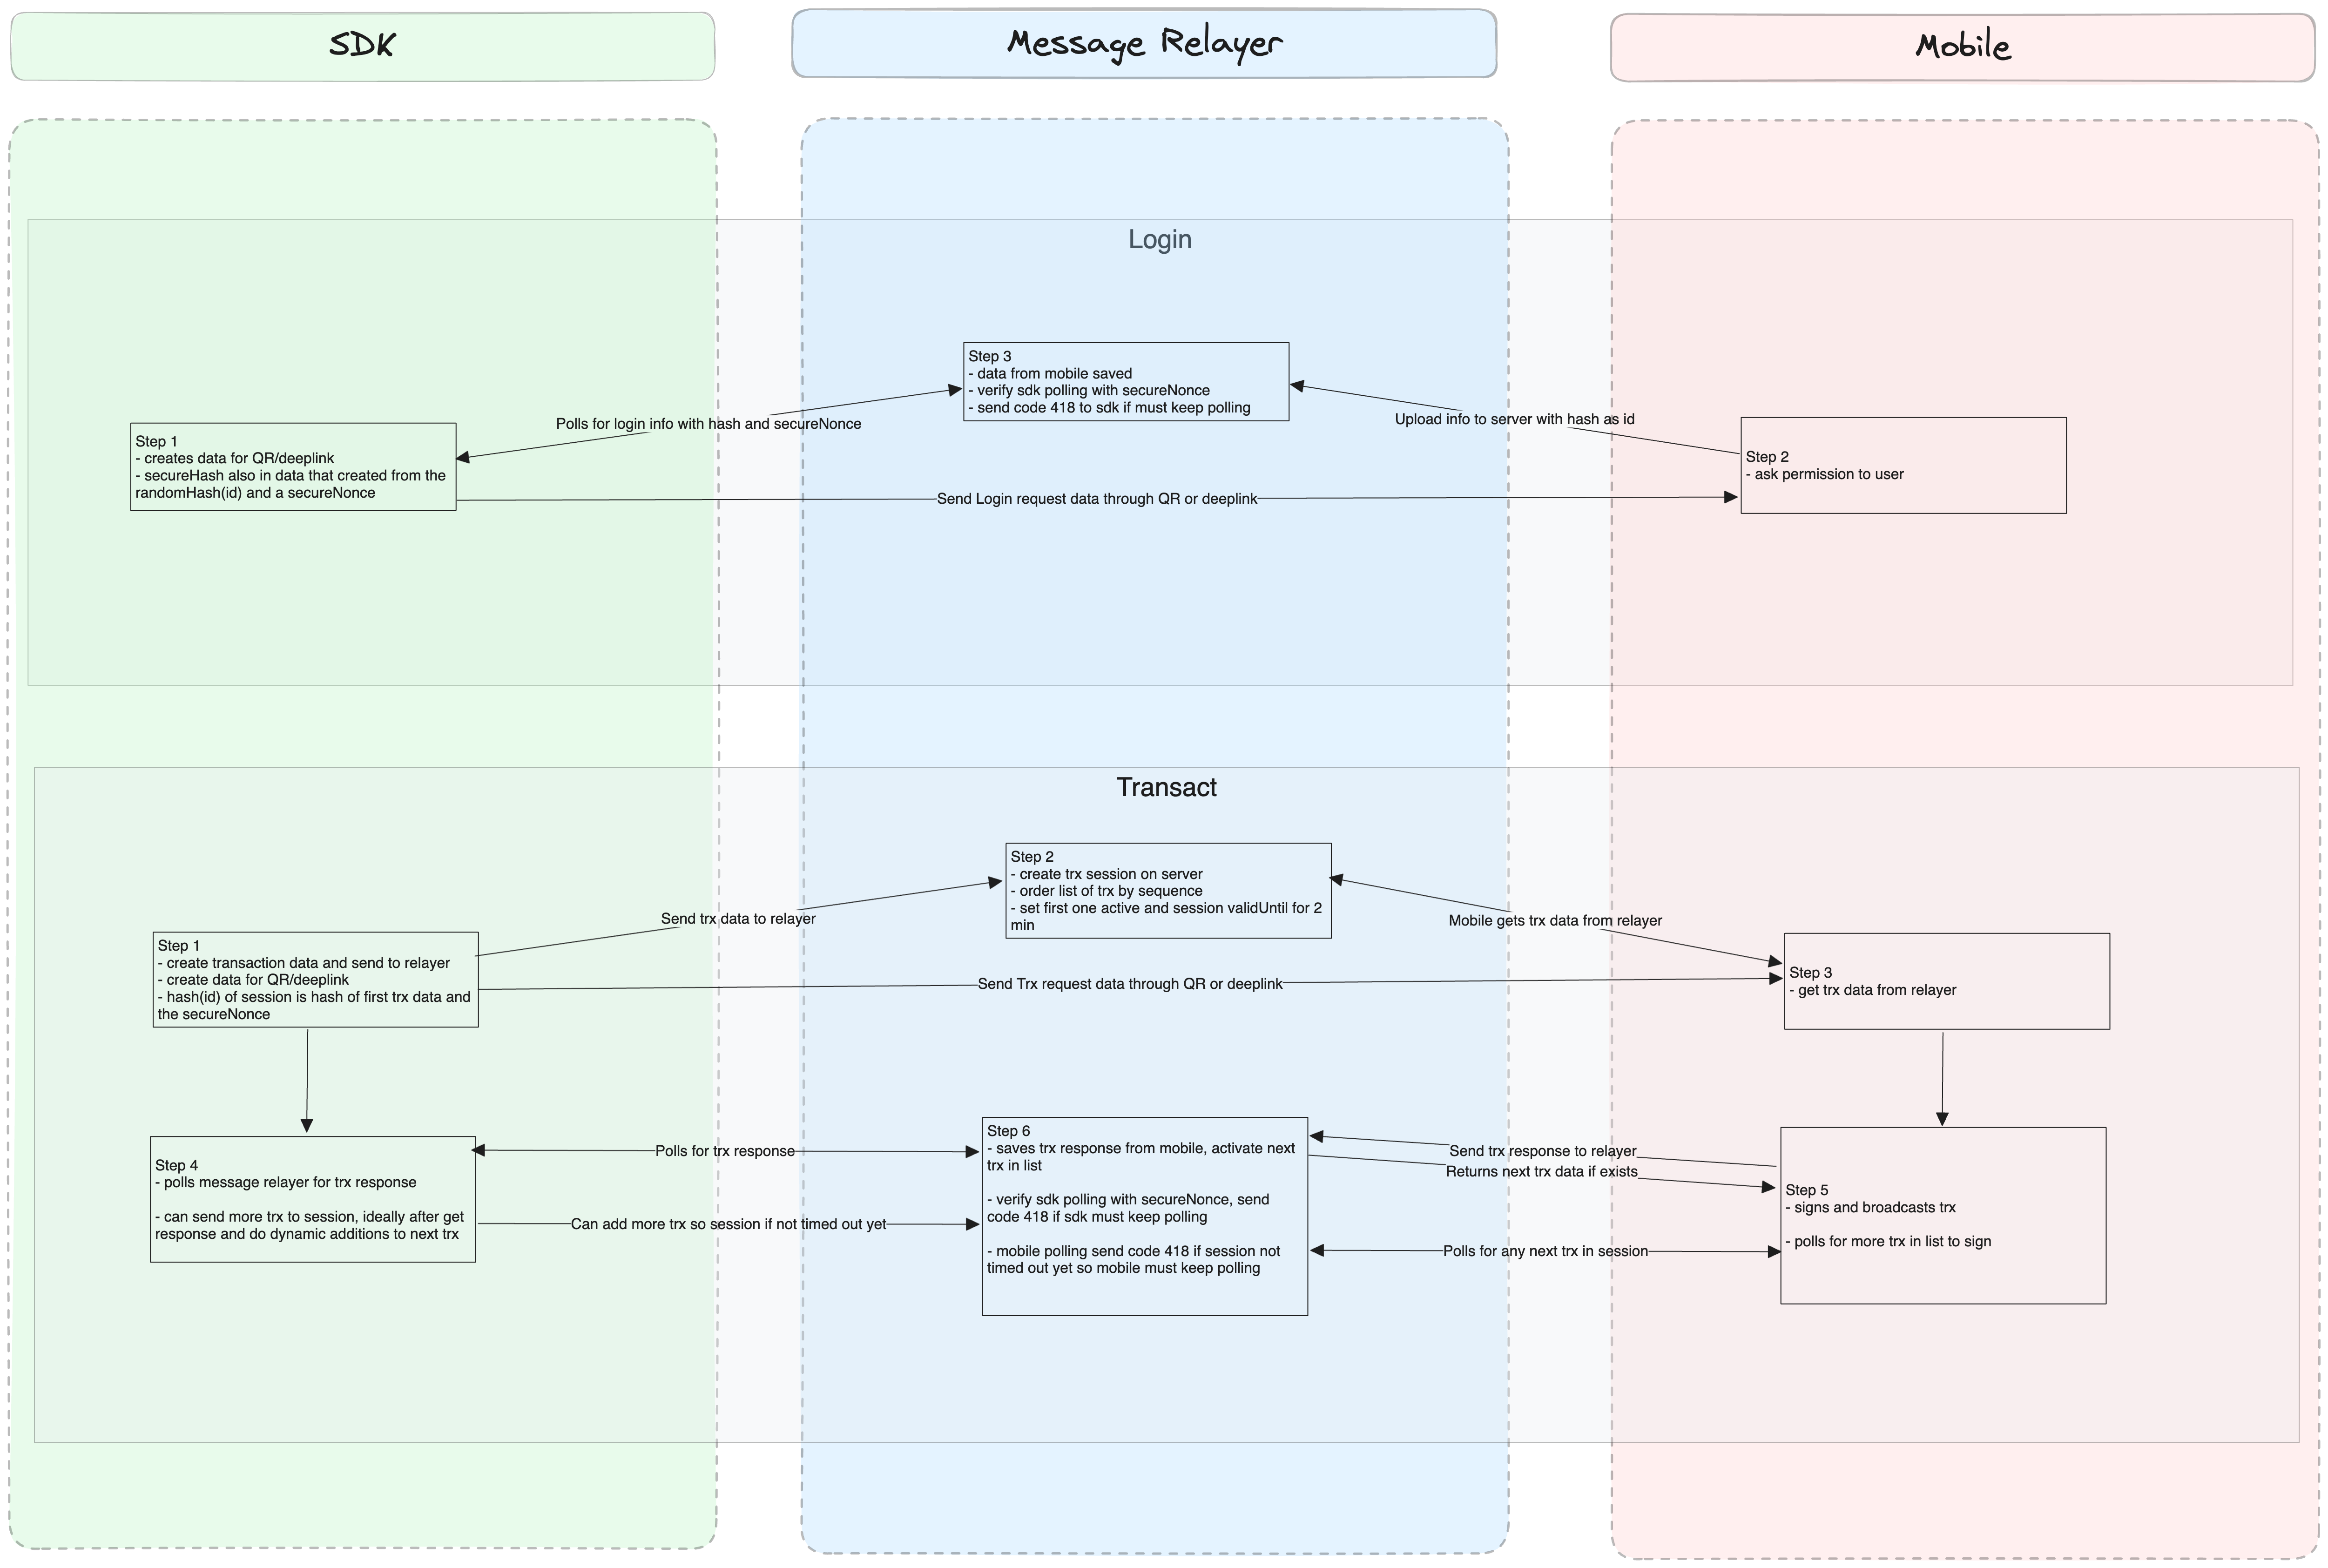 SDK
Message Relayer
Mobile
Login
Step 3
- data from mobile saved
- verify sdk polling with secureNonce
- send code 418 to sdk if must keep polling
Polls for login info with hash and secureNonce
Upload info to server with hash as id
Step 1
- creates data for QR/deeplink
- secureHash also in data that created from the
randomHash(id) and a secureNonce
Step 2
- ask permission to user
Send Login request data through QR or deeplink
Transact
Step 2
- create trx session on server
- order list of trx by sequence
- set first one active and session validUntil for 2
min
Send trx data to relayer
Mobile gets trx data from relayer
Step 1
- create transaction data and send to relayer
- create data for QR/deeplink
- hash(id) of session is hash of first trx data and
the secureNonce
Send Trx request data through QR or deeplink
Step 3
- get trx data from relayer
Step 4
- polls message relayer for trx response
- can send more trx to session, ideally after get
response and do dynamic additions to next trx
Polls for trx response
Can add more trx so session if not timed out yet
Step 6
- saves trx response from mobile, activate next
trx in list
- verify sdk polling with secureNonce, send
code 418 if sdk must keep polling
- mobile polling send code 418 if session not
timed out yet so mobile must keep polling
Send trx response to relayer
Returns next trx data if exists
Polls for any next trx in session
Step 5
- signs and broadcasts trx
- polls for more trx in list to sign